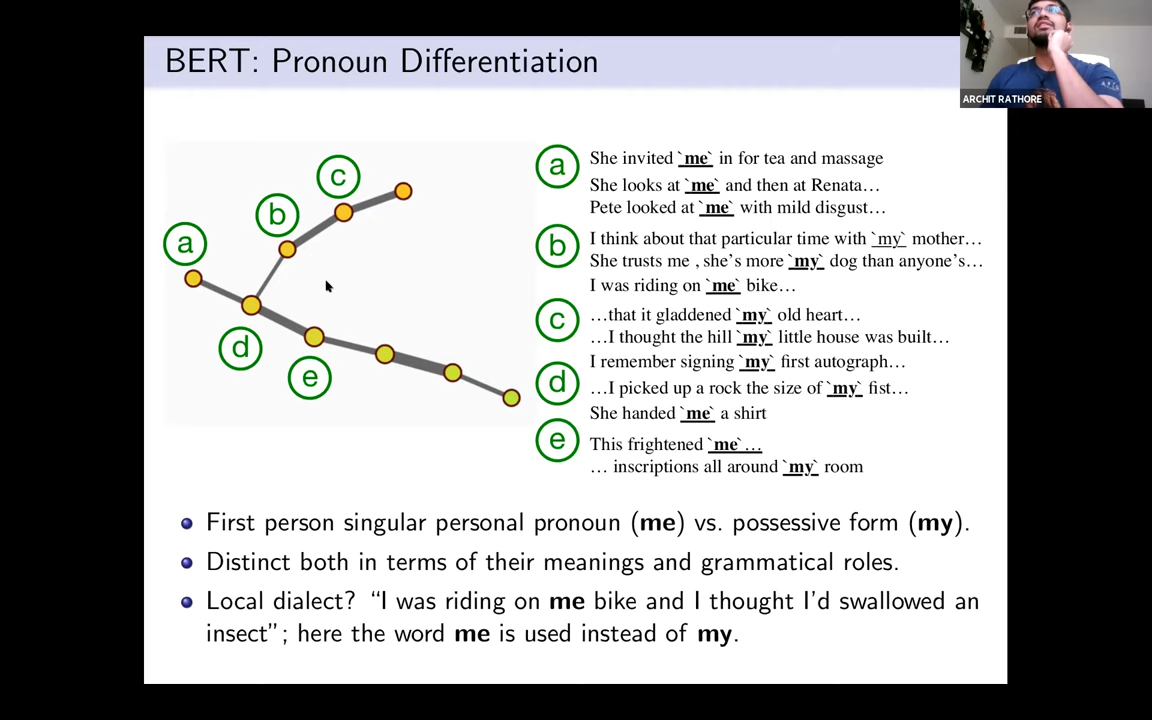 BERT: Pronoun Differentiation
ARCHIT RATHORE
a
b
c
d
e
a
She invited `me` in for tea and massage
She looks at `me` and then at Renata…
Pete looked at `me` with mild disgust…
b
I think about that particular time with `my` mother…
She trusts me , she's more `my` dog than anyone's…
I was riding on `me` bike…
c
…that it gladdened `my` old heart…
…I thought the hill `my` little house was built…
I remember signing `my` first autograph…
d
…I picked up a rock the size of `my` fist…
She handed `me` a shirt
e
This frightened `me`…
… inscriptions all around `my` room
First person singular personal pronoun (me) vs. possessive form (my).
Distinct both in terms of their meanings and grammatical roles.
Local dialect? "I was riding on me bike and I thought I'd swallowed an
insect"; here the word me is used instead of my.